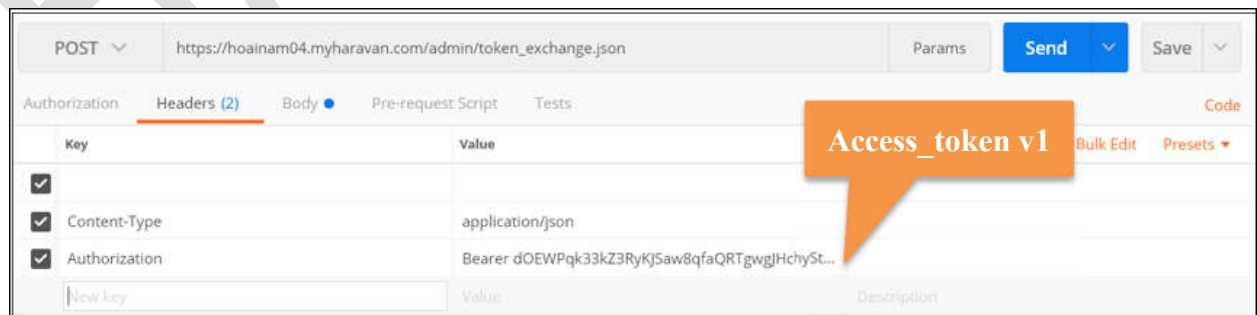 POST https://hoainam04.myharavan.com/admin/token_exchange.json Params Send Save
Authorization Headers (2) Body Pre-request Script Tests Code
Key Value Access_token v1 Bulk Edit Presets
Content-Type application/json
Authorization Bearer dOEWPqk33kZ3RyKJSaw8qfaQRTgwgJHchySt...
New key Value Description